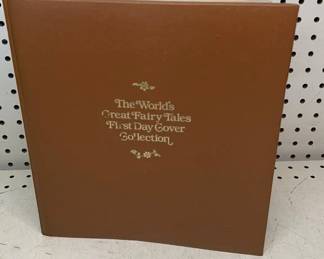 The World's
Great Fairy Tales
First Day Cover
Collection